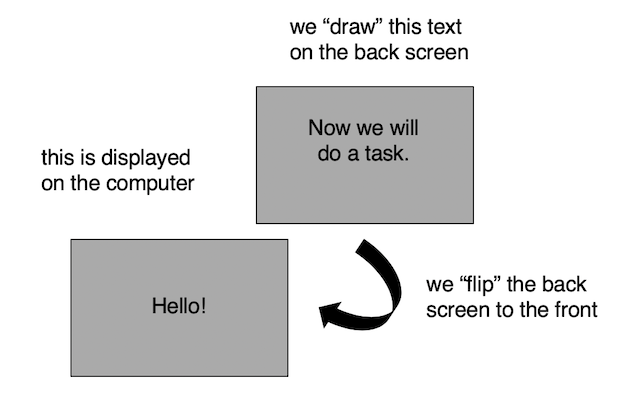 we “draw” this text
on the back screen
Now we will
do a task.
this is displayed
on the computer
Hello!
we “flip” the back
screen to the front